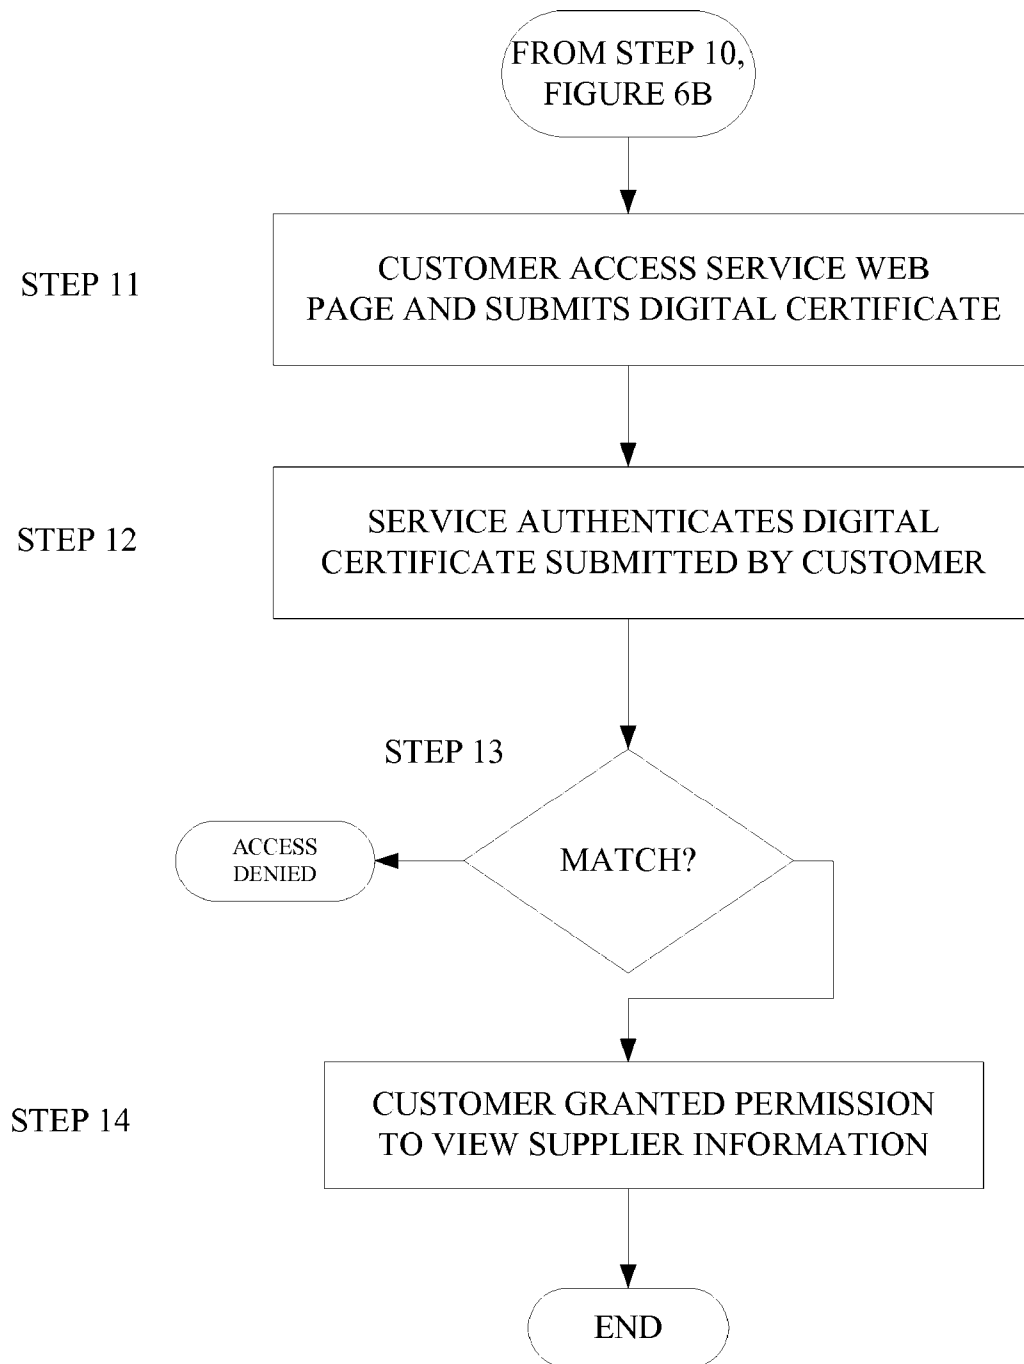 FROM STEP 10,
FIGURE 6B
STEP 11
CUSTOMER ACCESS SERVICE WEB
PAGE AND SUBMITS DIGITAL CERTIFICATE
STEP 12
SERVICE AUTHENTICATES DIGITAL
CERTIFICATE SUBMITTED BY CUSTOMER
STEP 13
MATCH?
ACCESS
DENIED
STEP 14
CUSTOMER GRANTED PERMISSION
TO VIEW SUPPLIER INFORMATION
END